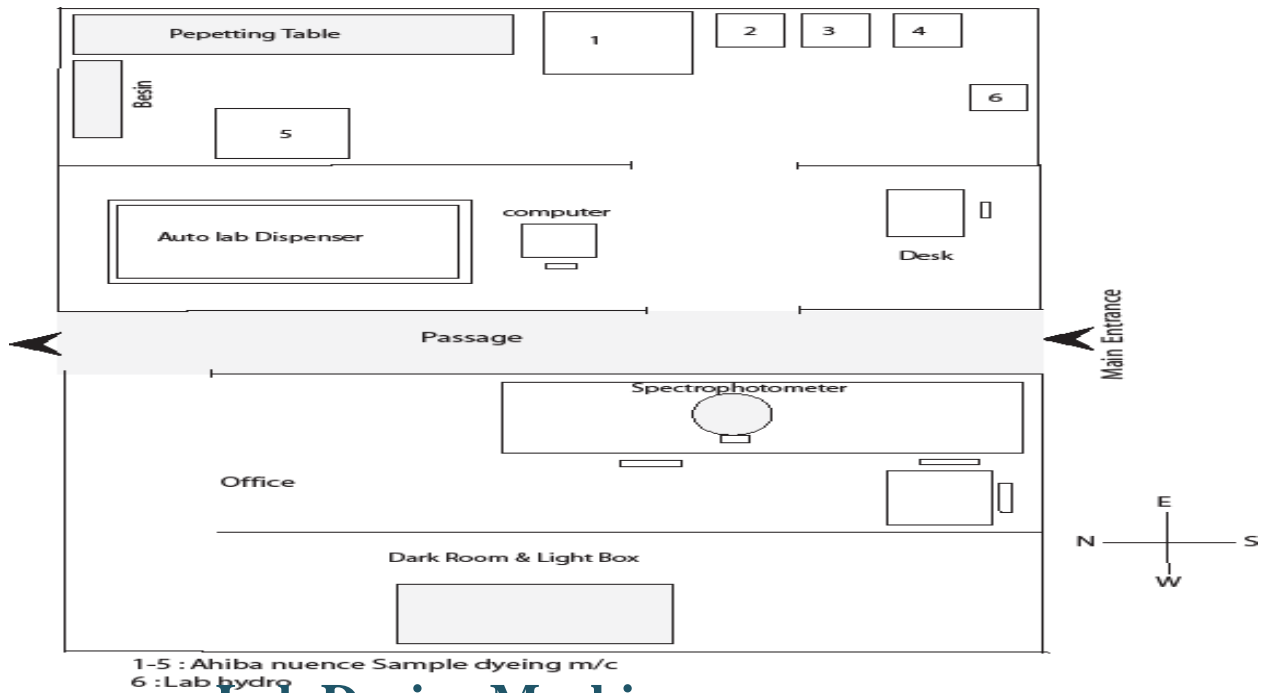 Pepetting Table
1
2
3
4
Besin
5
6
computer
Auto lab Dispenser
Desk
Passage
Main Entrance
Spectrophotometer
Office
E
N
S
W
Dark Room & Light Box
1-5 : Ahiba nuence Sample dyeing m/c
6 :Lab hydro